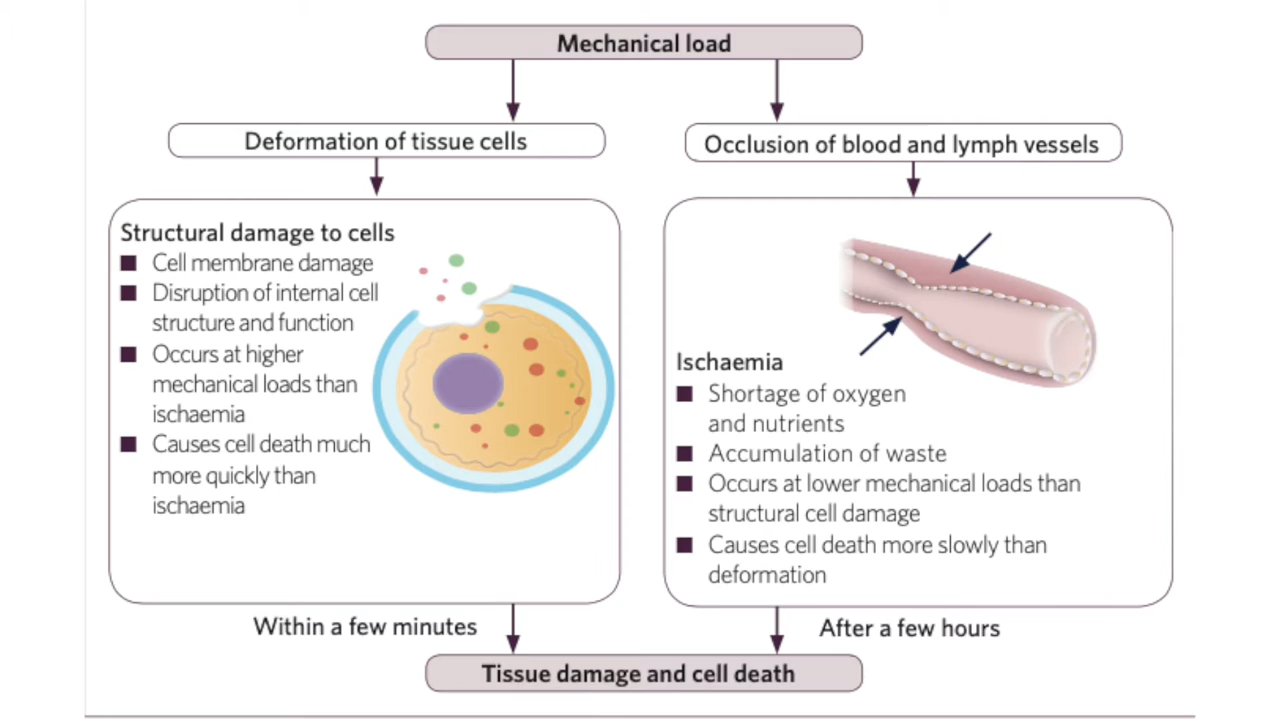 Mechanical load
Deformation of tissue cells
Occlusion of blood and lymph vessels
Structural damage to cells
■ Cell membrane damage
■ Disruption of internal cell
structure and function
■ Occurs at higher
mechanical loads than
ischaemia
■ Causes cell death much
more quickly than
ischaemia
Ischaemia
■ Shortage of oxygen
and nutrients
■ Accumulation of waste
■ Occurs at lower mechanical loads than
structural cell damage
■ Causes cell death more slowly than
deformation
Within a few minutes
After a few hours
Tissue damage and cell death